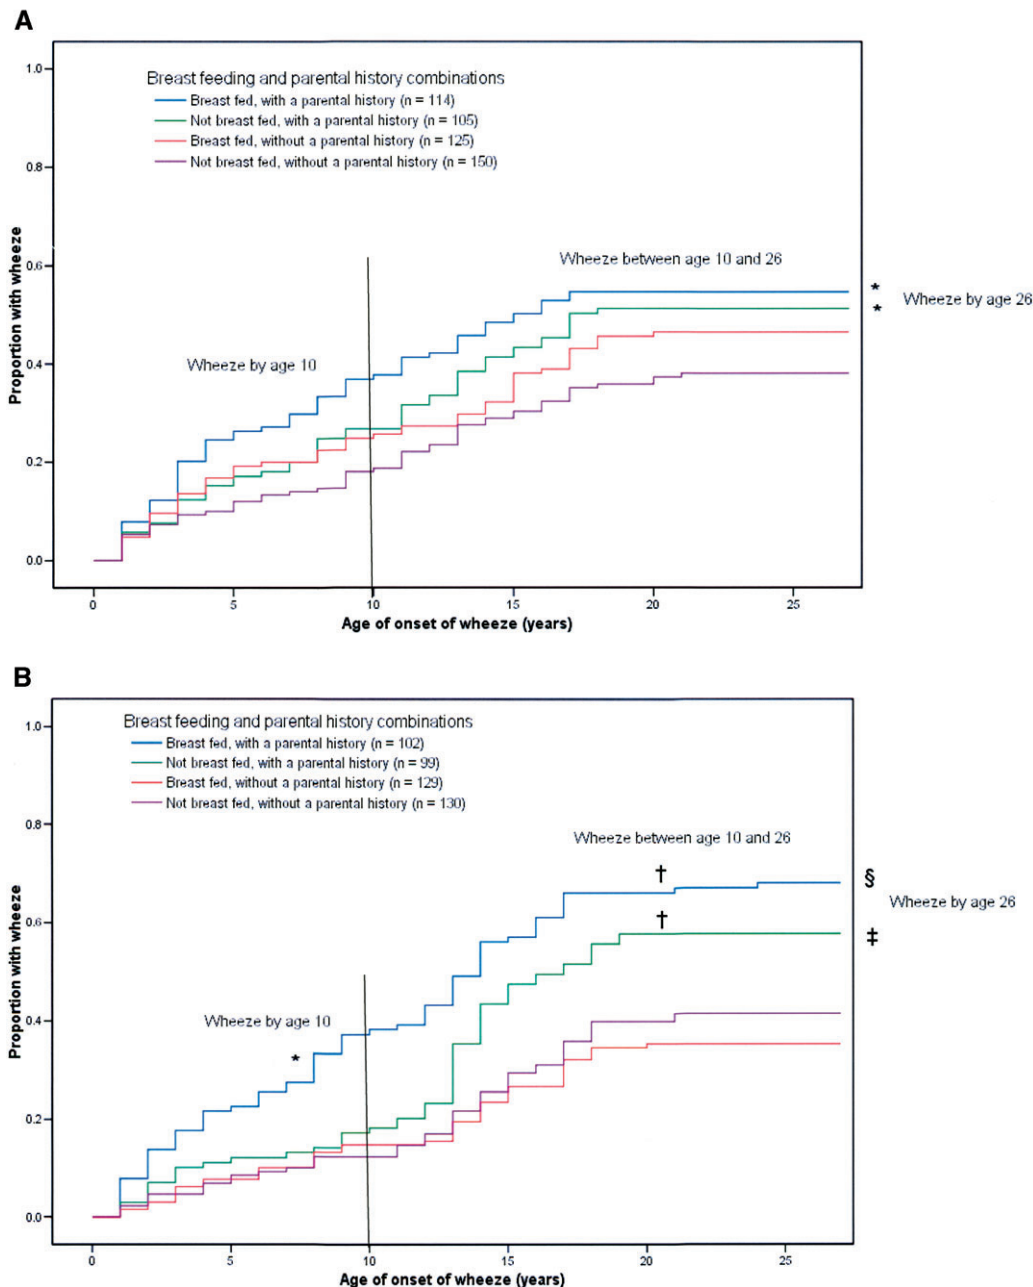 A
Breast feeding and parental history combinations
Breast fed, with a parental history (n = 114)
Not breast fed, with a parental history (n = 105)
Breast fed, without a parental history (n = 125)
Not breast fed, without a parental history (n = 150)
Proportion with wheeze
1.0
0.8
0.6
0.4
0.2
0.0
Wheeze between age 10 and 26
*
*
Wheeze by age 26
Wheeze by age 10
0 5 10 15 20 25
Age of onset of wheeze (years)
B
Breast feeding and parental history combinations
Breast fed, with a parental history (n = 102)
Not breast fed, with a parental history (n = 99)
Breast fed, without a parental history (n = 129)
Not breast fed, without a parental history (n = 130)
Proportion with wheeze
1.0
0.8
0.6
0.4
0.2
0.0
Wheeze between age 10 and 26
†
§
Wheeze by age 26
†
‡
Wheeze by age 10
*
0 5 10 15 20 25
Age of onset of wheeze (years)